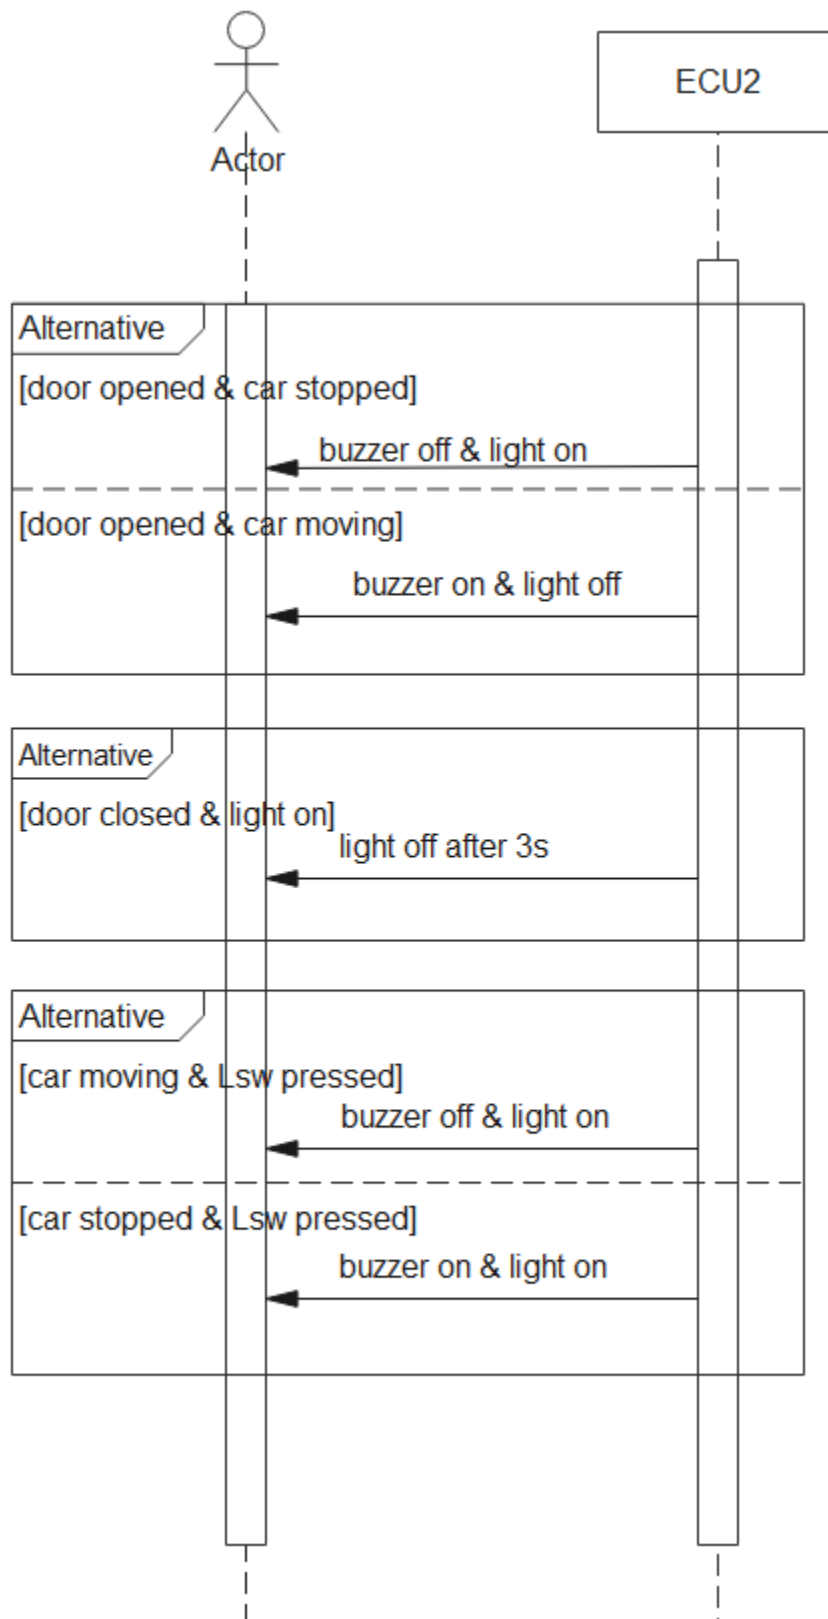 ECU2
Actor
Alternative
[door opened & car stopped]
buzzer off & light on
[door opened & car moving]
buzzer on & light off
Alternative
[door closed & light on]
light off after 3s
Alternative
[car moving & Lsw pressed]
buzzer off & light on
[car stopped & Lsw pressed]
buzzer on & light on